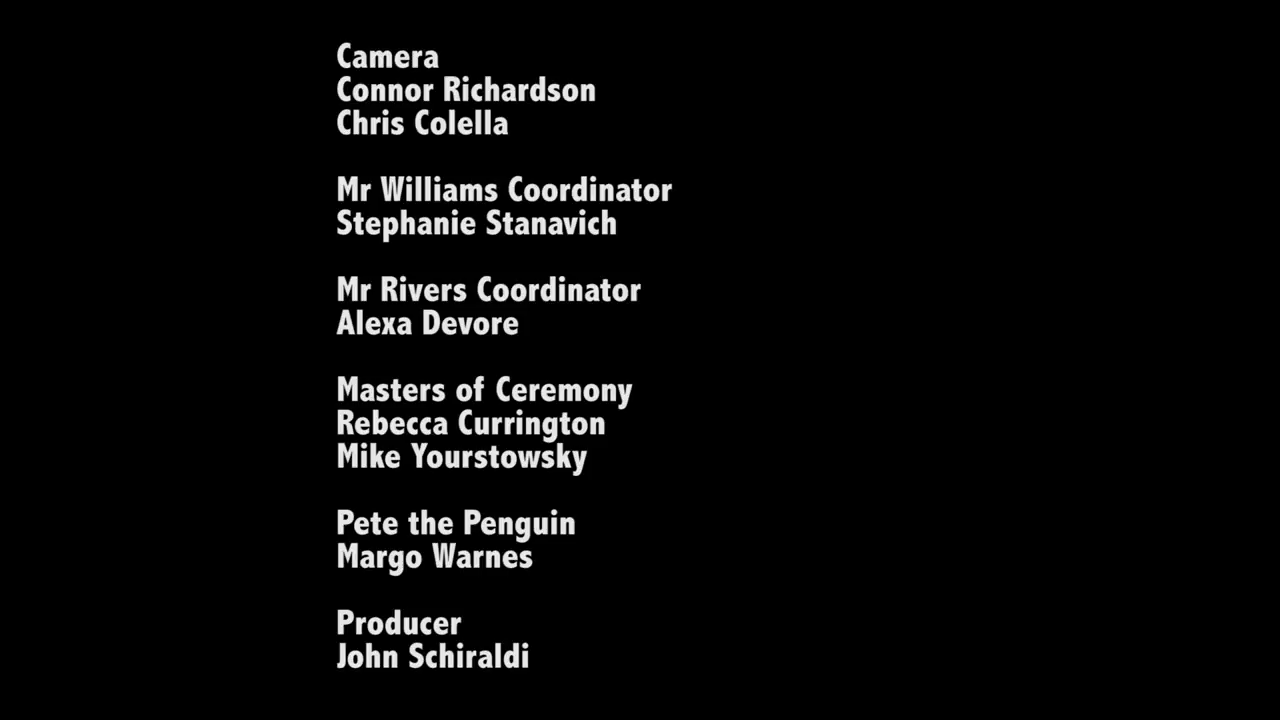 Camera
Connor Richardson
Chris Colella
Mr Williams Coordinator
Stephanie Stanavich
Mr Rivers Coordinator
Alexa Devore
Masters of Ceremony
Rebecca Currington
Mike Yourstowsky
Pete the Penguin
Margo Warnes
Producer
John Schiraldi